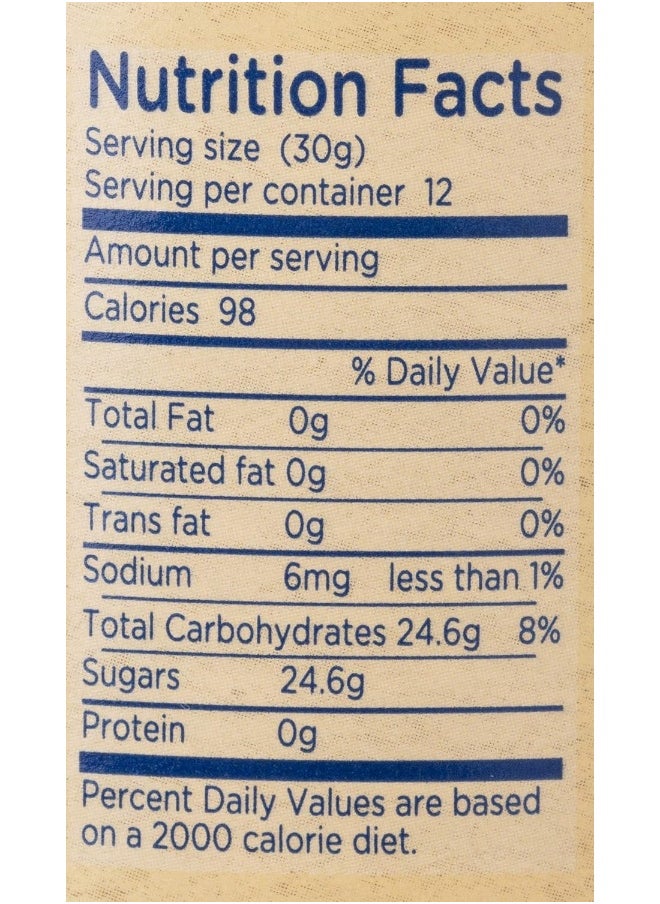 Nutrition Facts
Serving size (30g)
Serving per container 12
Amount per serving
Calories 98
% Daily Value*
Total Fat 0g 0%
Saturated fat 0g 0%
Trans fat 0g 0%
Sodium 6mg less than 1%
Total Carbohydrates 24.6g 8%
Sugars 24.6g
Protein 0g
Percent Daily Values are based
on a 2000 calorie diet.